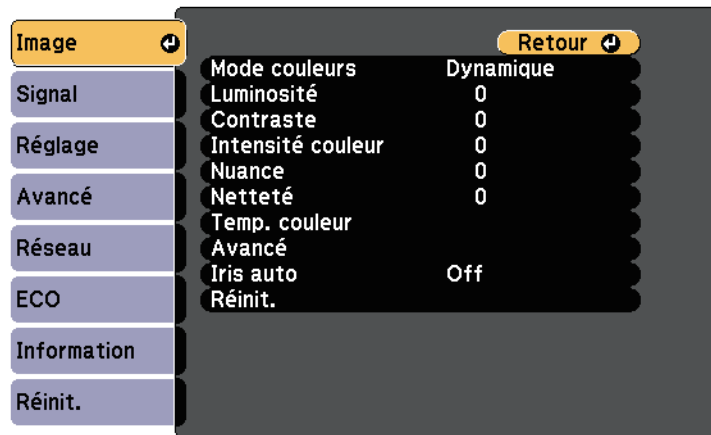 Image
Signal
Réglage
Avancé
Réseau
ECO
Information
Réinit.
Retour
Mode couleurs Dynamique
Luminosité 0
Contraste 0
Intensité couleur 0
Nuance 0
Netteté 0
Temp. couleur
Avancé
Iris auto Off
Réinit.